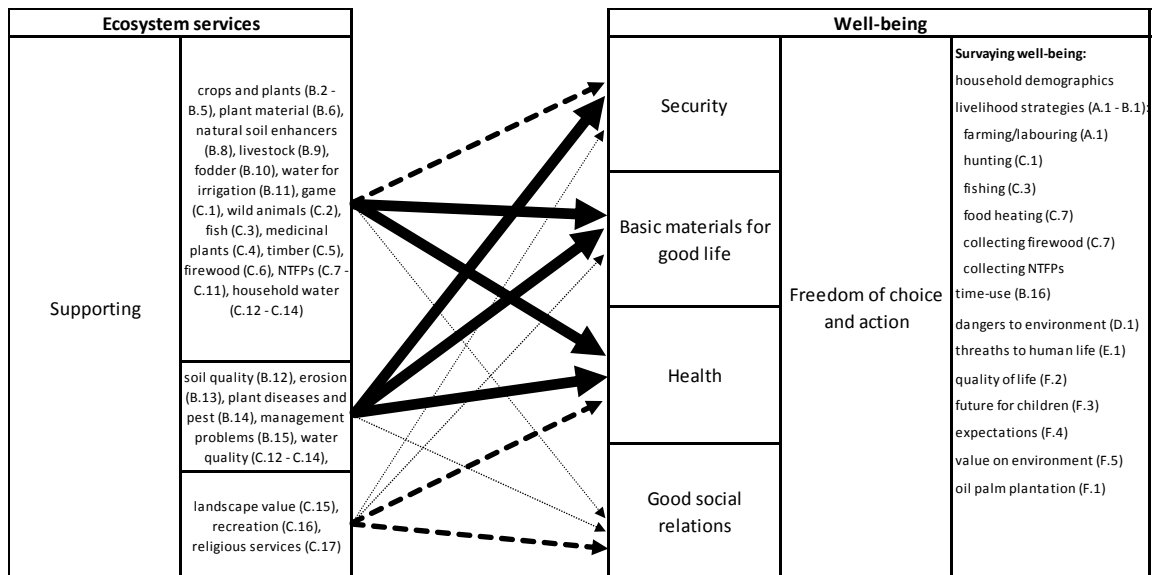 Ecosystem services
Well-being
Supporting
crops and plants (B.2 -
B.5), plant material (B.6),
natural soil enhancers
(B.8), livestock (B.9),
fodder (B.10), water for
irrigation (B.11), game
(C.1), wild animals (C.2),
fish (C.3), medicinal
plants (C.4), timber (C.5),
firewood (C.6), NTFPs (C.7 -
C.11), household water
(C.12 - C.14)
soil quality (B.12), erosion
(B.13), plant diseases and
pest (B.14), management
problems (B.15), water
quality (C.12 - C.14),
landscape value (C.15),
recreation (C.16),
religious services (C.17)
Security
Basic materials for
good life
Health
Good social
relations
Freedom of choice
and action
Survaying well-being:
household demographics
livelihood strategies (A.1 - B.1):
farming/labouring (A.1)
hunting (C.1)
fishing (C.3)
food heating (C.7)
collecting firewood (C.7)
collecting NTFPs
time-use (B.16)
dangers to environment (D.1)
threaths to human life (E.1)
quality of life (F.2)
future for children (F.3)
expectations (F.4)
value on environment (F.5)
oil palm plantation (F.1)